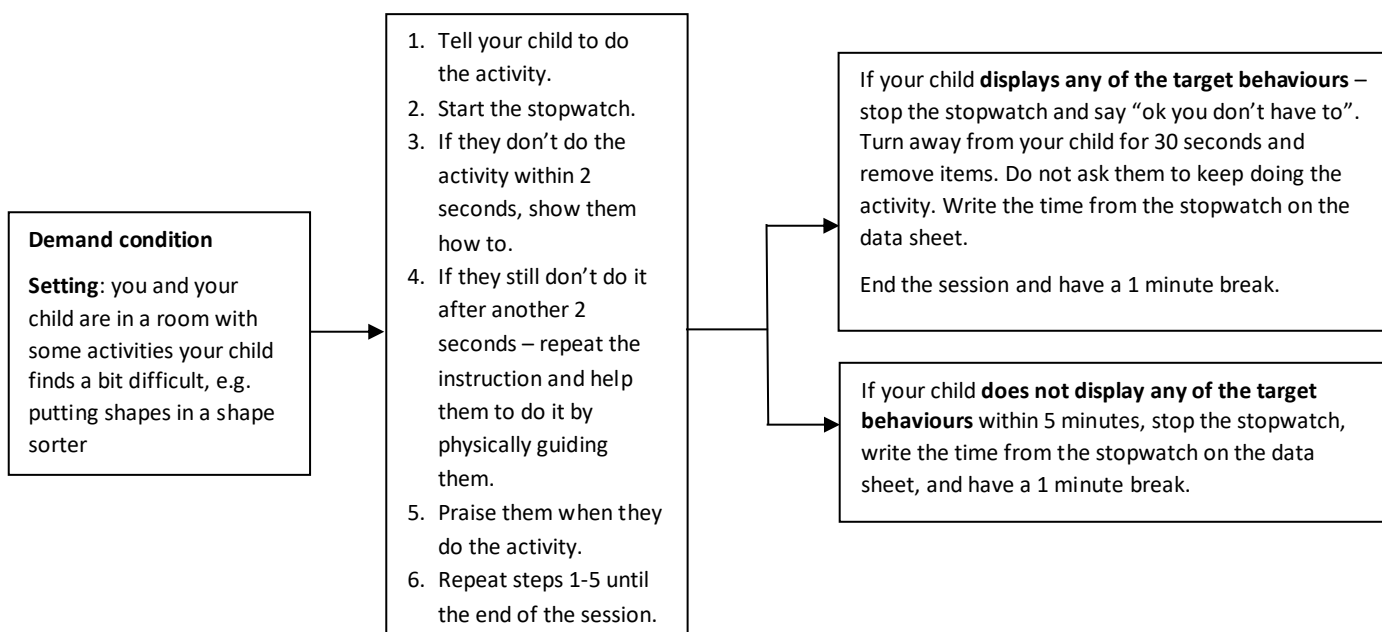 Demand condition
Setting: you and your
child are in a room with
some activities your child
finds a bit difficult, e.g.
putting shapes in a shape
sorter
1. Tell your child to do
the activity.
2. Start the stopwatch.
3. If they don’t do the
activity within 2
seconds, show them
how to.
4. If they still don’t do it
after another 2
seconds – repeat the
instruction and help
them to do it by
physically guiding
them.
5. Praise them when they
do the activity.
6. Repeat steps 1-5 until
the end of the session.
If your child displays any of the target behaviours –
stop the stopwatch and say “ok you don’t have to”.
Turn away from your child for 30 seconds and
remove items. Do not ask them to keep doing the
activity. Write the time from the stopwatch on the
data sheet.
End the session and have a 1 minute break.
If your child does not display any of the target
behaviours within 5 minutes, stop the stopwatch,
write the time from the stopwatch on the data
sheet, and have a 1 minute break.